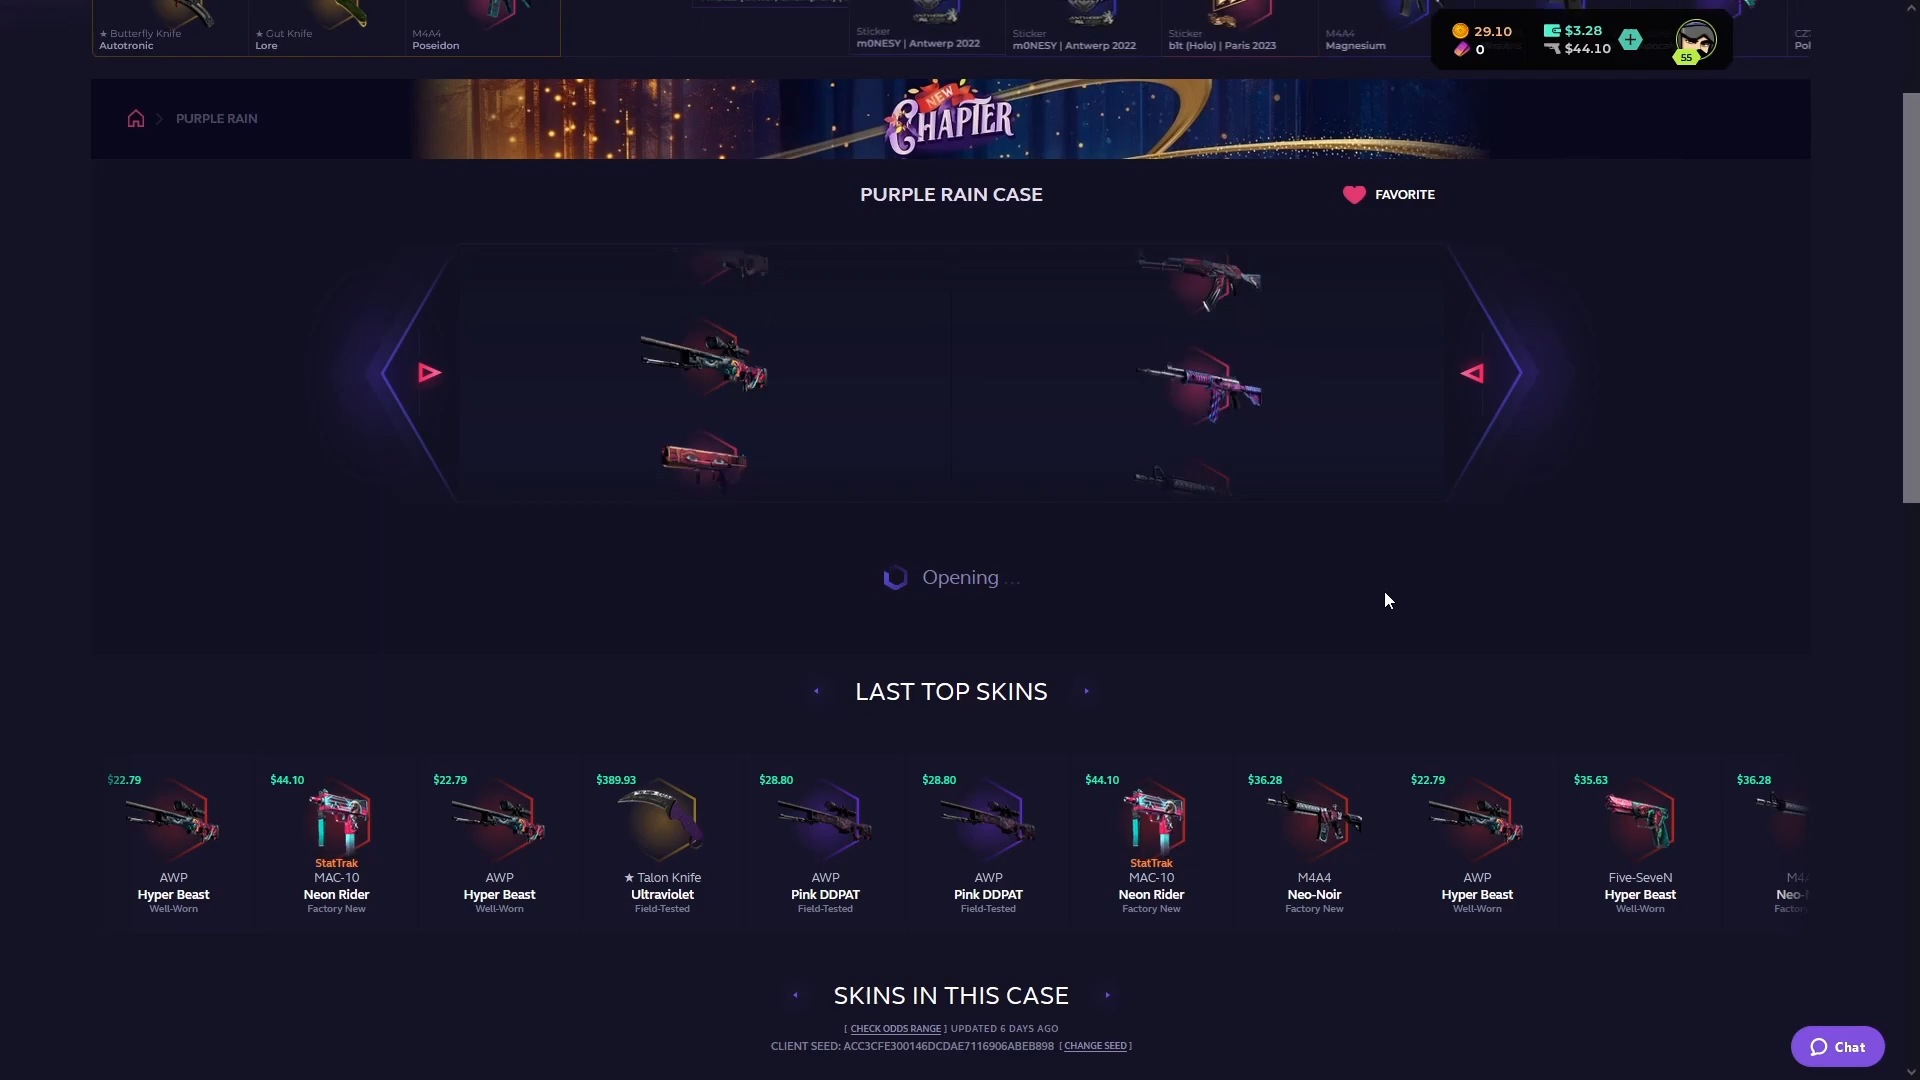 ★ Butterfly Knife
Autotronic
★ Gut Knife
Lore
M4A4
Poseidon
Sticker
m0NESY | Antwerp 2022
Sticker
m0NESY | Antwerp 2022
Sticker
b1t (Holo) | Paris 2023
M4A4
Magnesium
29.10
0
$3.28
$44.10
55
PURPLE RAIN
NEW
CHAPTER
PURPLE RAIN CASE
FAVORITE
Opening ...
LAST TOP SKINS
$22.79
AWP
Hyper Beast
Well-Worn
$44.10
StatTrak
MAC-10
Neon Rider
Factory New
$22.79
AWP
Hyper Beast
Well-Worn
$389.93
★ Talon Knife
Ultraviolet
Field-Tested
$28.80
AWP
Pink DDPAT
Field-Tested
$28.80
AWP
Pink DDPAT
Field-Tested
$44.10
StatTrak
MAC-10
Neon Rider
Factory New
$36.28
M4A4
Neo-Noir
Factory New
$22.79
AWP
Hyper Beast
Well-Worn
$35.63
Five-SeveN
Hyper Beast
Well-Worn
$36.28
SKINS IN THIS CASE
[ CHECK ODDS RANGE ] UPDATED 6 DAYS AGO
CLIENT SEED: ACC3CFE300146DCDAE7116906ABEB898 [ CHANGE SEED ]
Chat